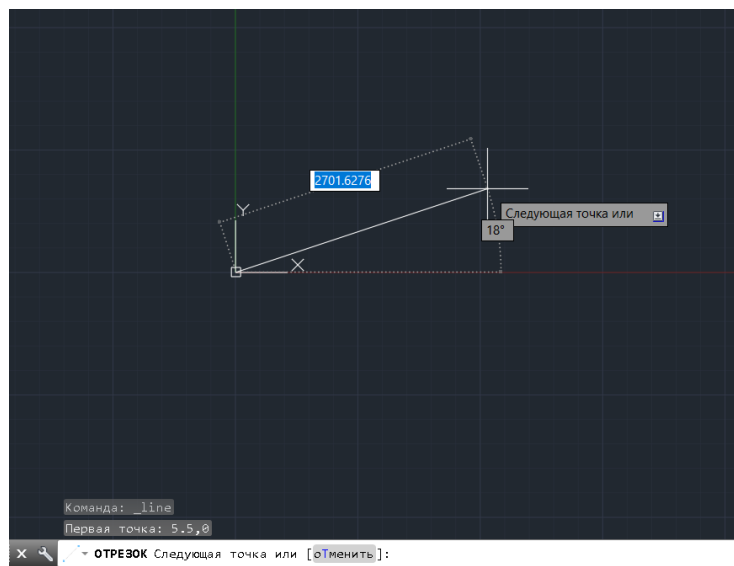 2701.6276
Y
Следующая точка или
18°
X
Команда: _line
Первая точка: 5.5,0
ОТРЕЗОК Следующая точка или [оТменить]: